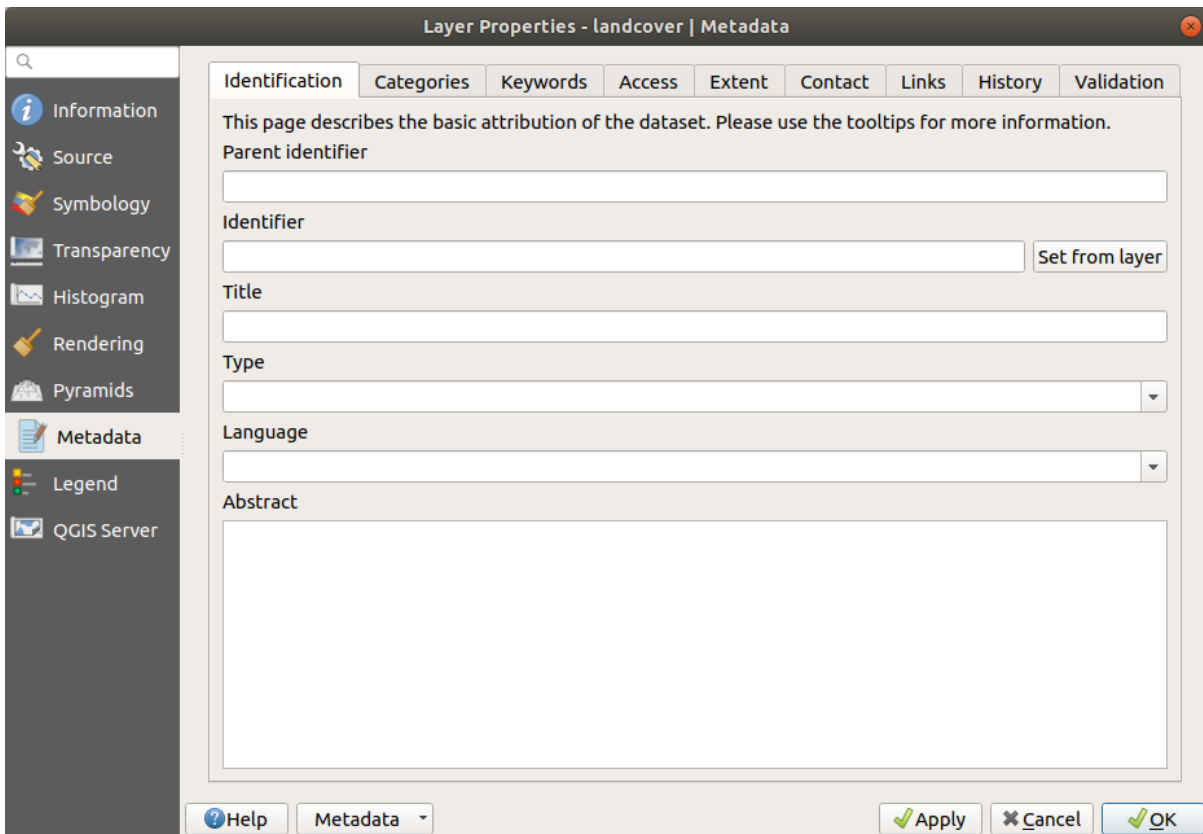 Layer Properties - landcover | Metadata
Information
Source
Symbology
Transparency
Histogram
Rendering
Pyramids
Metadata
Legend
QGIS Server
Identification Categories Keywords Access Extent Contact Links History Validation
This page describes the basic attribution of the dataset. Please use the tooltips for more information.
Parent identifier
Identifier
Set from layer
Title
Type
Language
Abstract
Help Metadata Apply Cancel OK